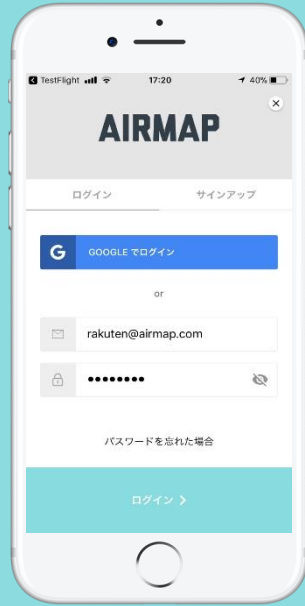 TestFlight 17:20 40%
AIRMAP
ログイン サインアップ
G GOOGLE でログイン
or
rakuten@airmap.com
••••••••
パスワードを忘れた場合
ログイン